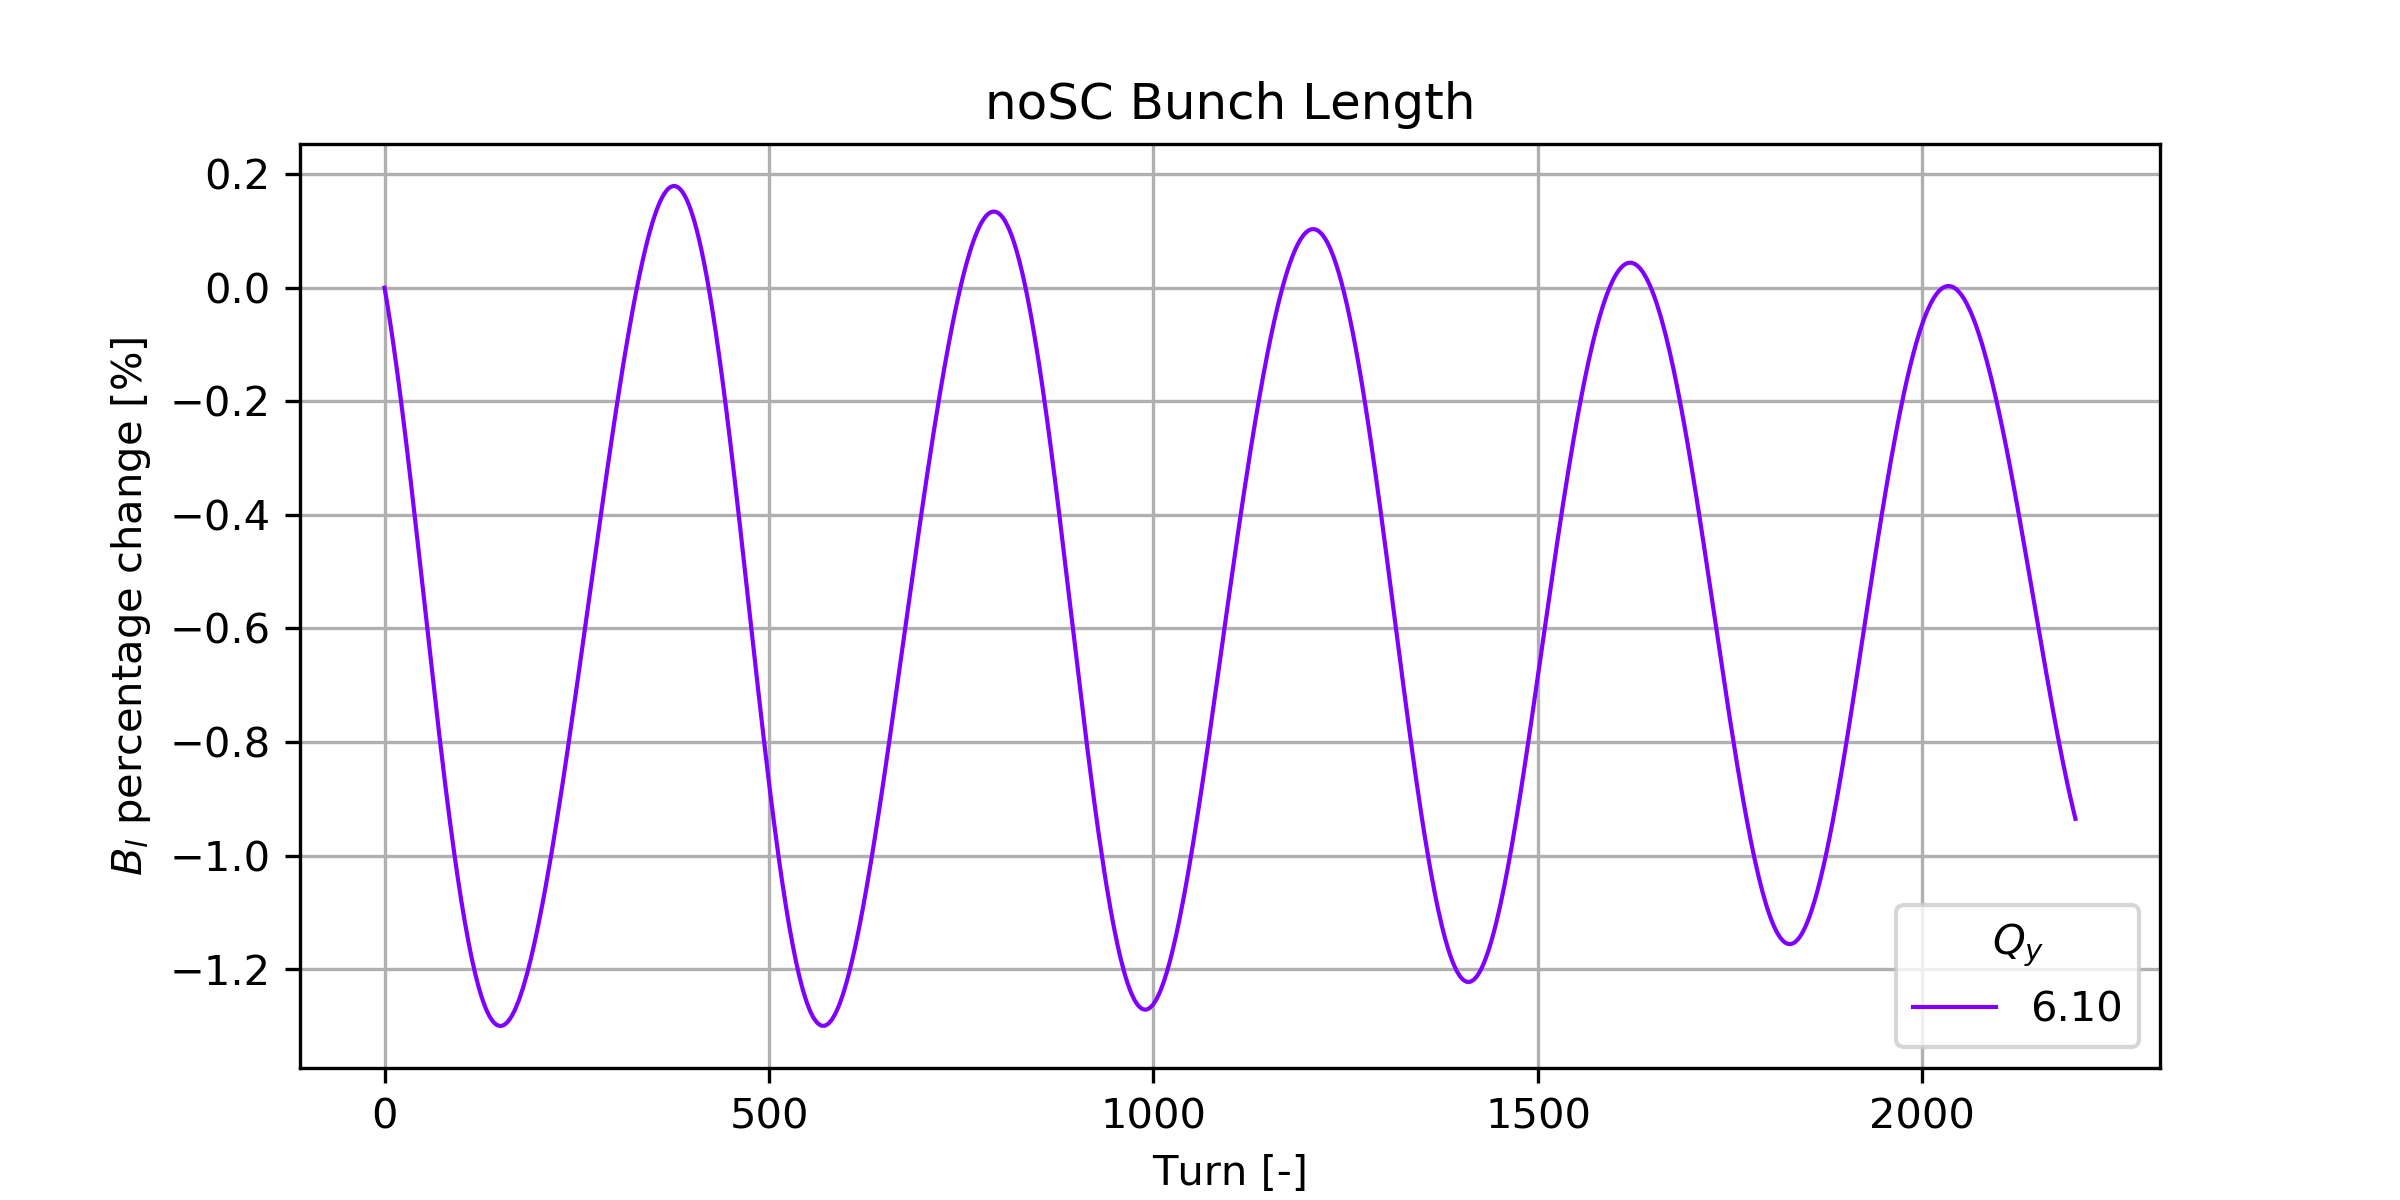 noSC Bunch Length
B_l percentage change [%]
0.2
0.0
−0.2
−0.4
−0.6
−0.8
−1.0
−1.2
Q_y
6.10
0 500 1000 1500 2000
Turn [-]